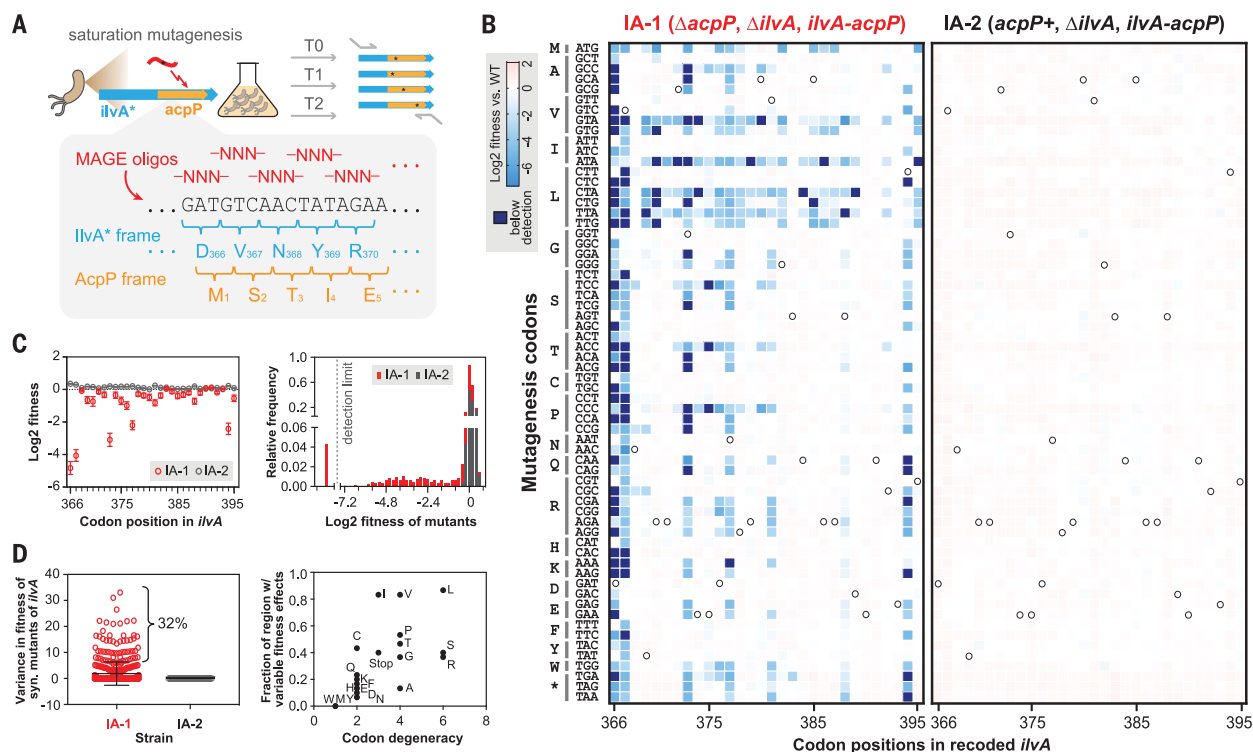 A
saturation mutagenesis
ilvA*
acpP
T0
T1
T2
MAGE oligos
–NNN– –NNN–
–NNN– –NNN– –NNN– ...
... GATGTCAACTATAGAA ...
IlvA* frame
... D366 V367 N368 Y369 R370 ...
AcpP frame
M1 S2 T3 I4 E5 ...
B
IA-1 (ΔacpP, ΔilvA, ilvA-acpP)
IA-2 (acpP+, ΔilvA, ilvA-acpP)
Log2 fitness vs. WT
2
0
-2
-4
-6
below detection
Mutagenesis codons
M ATG
A GCT
GCC
GCA
GCG
V GTT
GTC
GTA
GTG
I ATT
ATC
ATA
L CTT
CTC
CTA
CTG
TTA
TTG
G GGT
GGC
GGA
GGG
S TCT
TCC
TCA
TCG
AGT
AGC
T ACT
ACC
ACA
ACG
C TGT
TGC
P CCT
CCC
CCA
CCG
N AAT
AAC
Q CAA
CAG
R CGT
CGC
CGA
CGG
AGA
AGG
H CAT
CAC
K AAA
AAG
D GAT
GAC
E GAG
GAA
F TTT
TTC
Y TAC
TAT
W TGG
* TGA
TAG
TAA
366 375 385 395
366 375 385 395
Codon positions in recoded ilvA
C
Log2 fitness
2
0
-2
-4
-6
IA-1 IA-2
366 375 385 395
Codon position in ilvA
Relative frequency
1.0
0.8
0.6
0.4
0.2
0.06
0.04
0.02
0.00
detection limit
IA-1 IA-2
-7.2 -4.8 -2.4 0
Log2 fitness of mutants
D
Variance in fitness of syn. mutants of ilvA
40
30
20
10
0
-10
32%
IA-1 IA-2
Strain
Fraction of region w/ variable fitness effects
1.0
0.8
0.6
0.4
0.2
0.0
I V L
C P
T S
Stop G R
Q K F
H E A
W M Y D N
0 2 4 6 8
Codon degeneracy